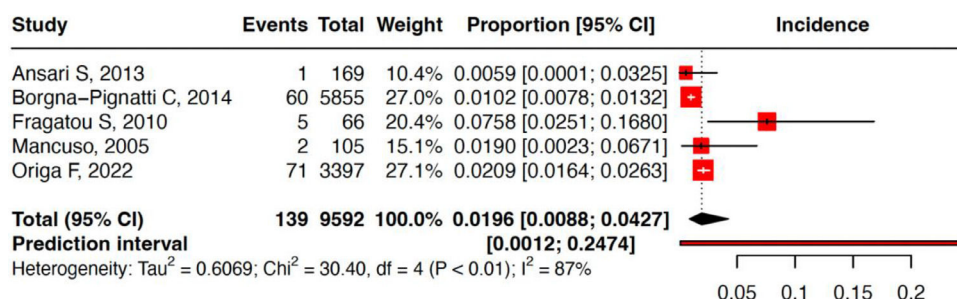 Study Events Total Weight Proportion [95% CI] Incidence
Ansari S, 2013 1 169 10.4% 0.0059 [0.0001; 0.0325]
Borgna−Pignatti C, 2014 60 5855 27.0% 0.0102 [0.0078; 0.0132]
Fragatou S, 2010 5 66 20.4% 0.0758 [0.0251; 0.1680]
Mancuso, 2005 2 105 15.1% 0.0190 [0.0023; 0.0671]
Origa F, 2022 71 3397 27.1% 0.0209 [0.0164; 0.0263]
Total (95% CI) 139 9592 100.0% 0.0196 [0.0088; 0.0427]
Prediction interval [0.0012; 0.2474]
Heterogeneity: Tau² = 0.6069; Chi² = 30.40, df = 4 (P < 0.01); I² = 87%
0.05 0.1 0.15 0.2